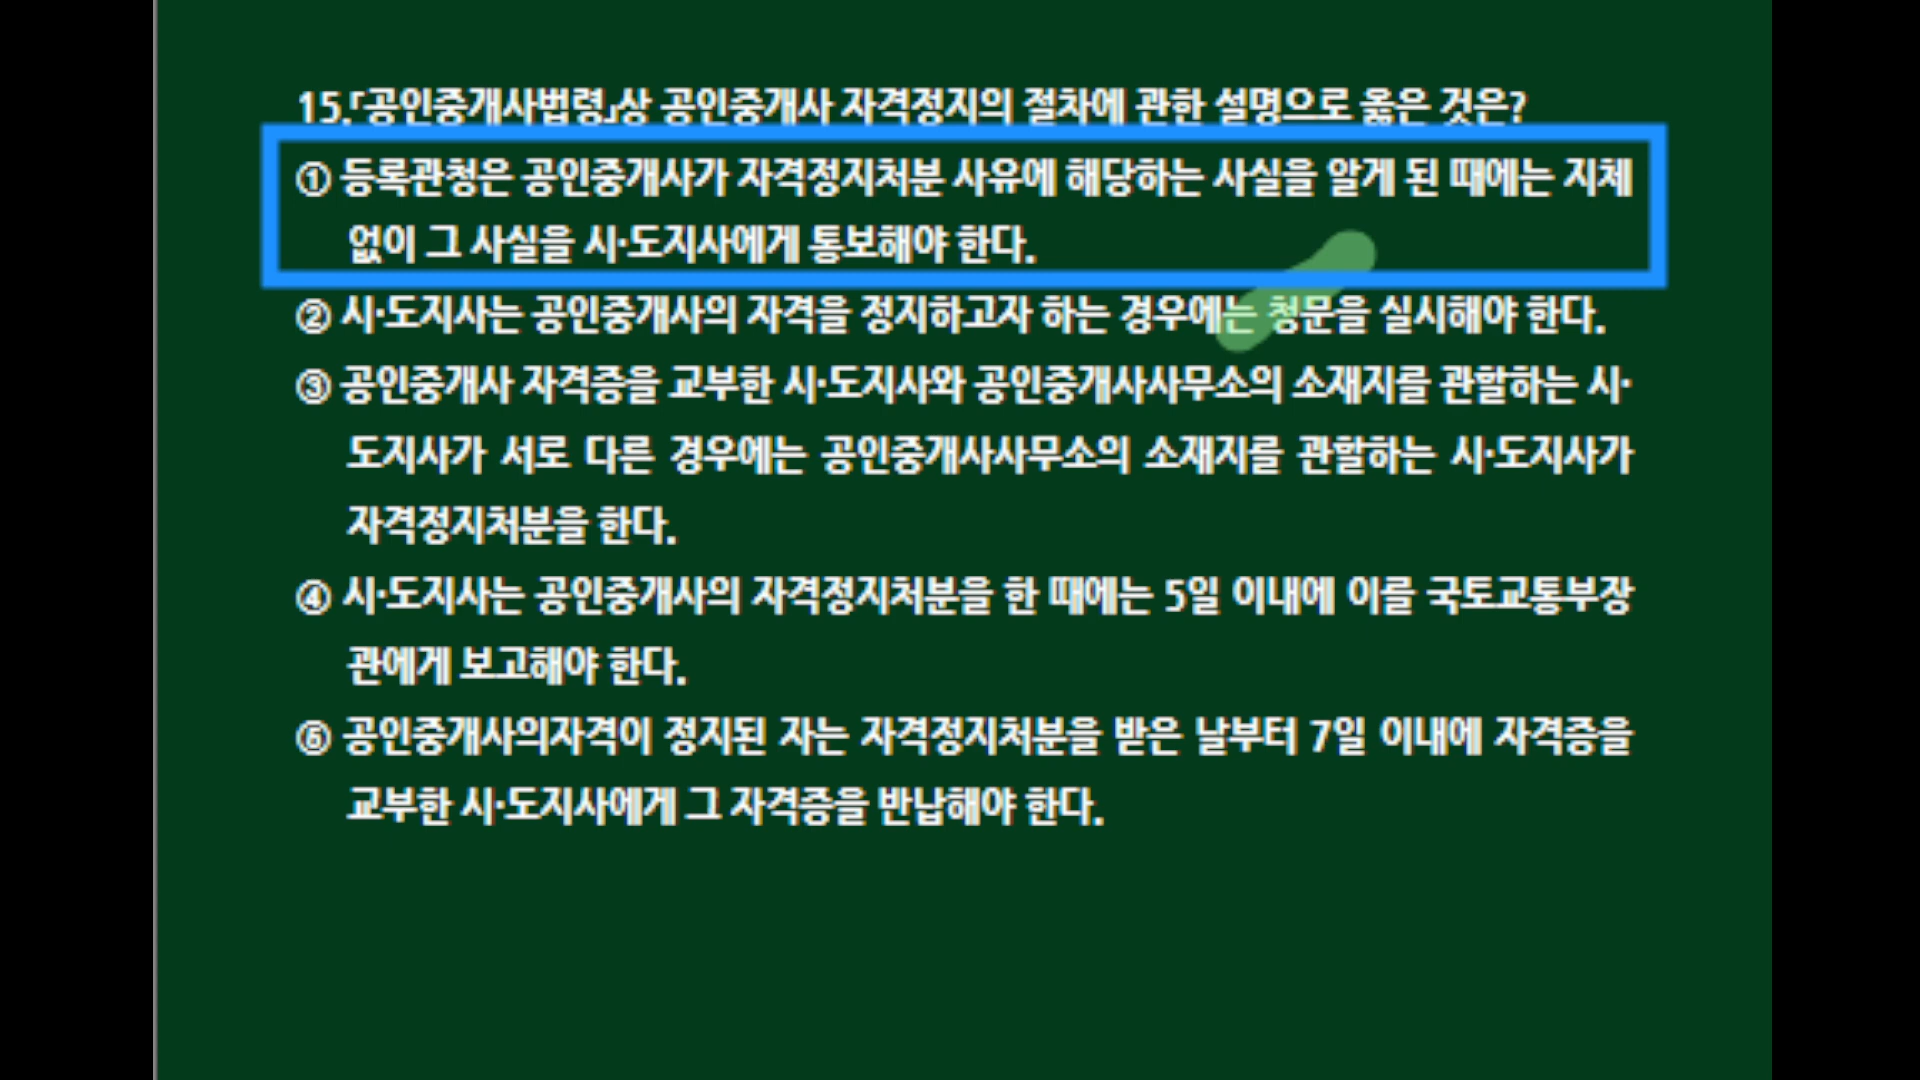 15.「공인중개사법령」상 공인중개사 자격정지의 절차에 관한 설명으로 옳은 것은?
① 등록관청은 공인중개사가 자격정지처분 사유에 해당하는 사실을 알게 된 때에는 지체
없이 그 사실을 시·도지사에게 통보해야 한다.
② 시·도지사는 공인중개사의 자격을 정지하고자 하는 경우에는 청문을 실시해야 한다.
③ 공인중개사 자격증을 교부한 시·도지사와 공인중개사사무소의 소재지를 관할하는 시·
도지사가 서로 다른 경우에는 공인중개사사무소의 소재지를 관할하는 시·도지사가
자격정지처분을 한다.
④ 시·도지사는 공인중개사의 자격정지처분을 한 때에는 5일 이내에 이를 국토교통부장
관에게 보고해야 한다.
⑤ 공인중개사의자격이 정지된 자는 자격정지처분을 받은 날부터 7일 이내에 자격증을
교부한 시·도지사에게 그 자격증을 반납해야 한다.